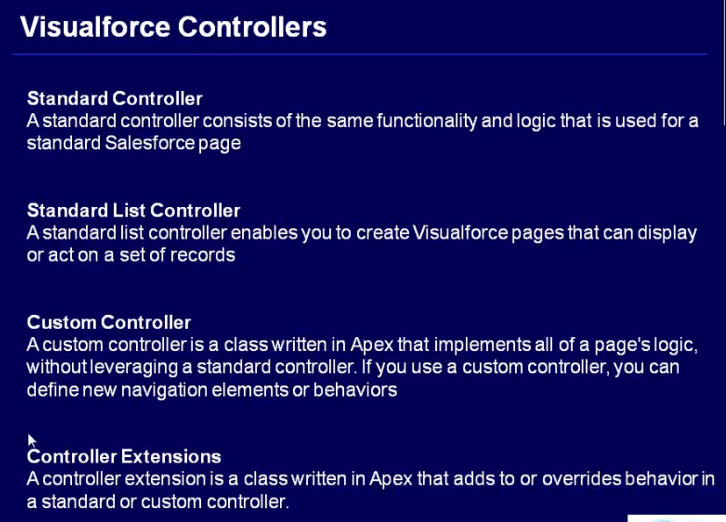 Visualforce Controllers
Standard Controller
A standard controller consists of the same functionality and logic that is used for a
standard Salesforce page
Standard List Controller
A standard list controller enables you to create Visualforce pages that can display
or act on a set of records
Custom Controller
A custom controller is a class written in Apex that implements all of a page's logic,
without leveraging a standard controller. If you use a custom controller, you can
define new navigation elements or behaviors
Controller Extensions
A controller extension is a class written in Apex that adds to or overrides behavior in
a standard or custom controller.